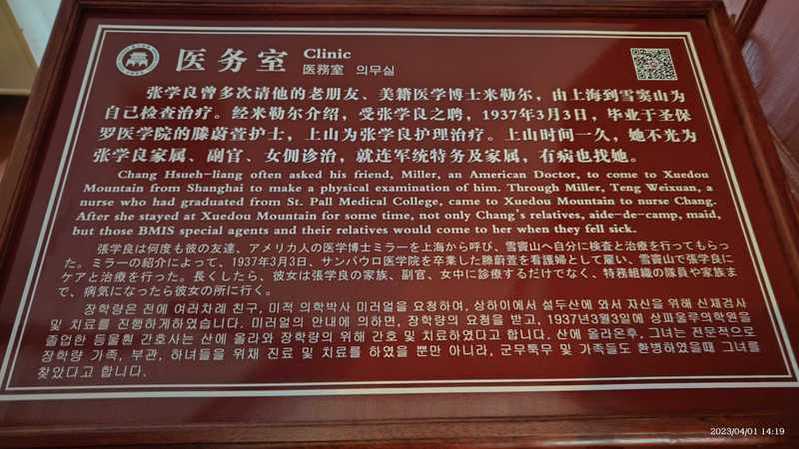 医务室 Clinic
医務室 의무실
张学良曾多次请他的老朋友、美籍医学博士米勒尔，由上海到雪窦山为
自己检查治疗。经米勒尔介绍，受张学良之聘，1937年3月3日，毕业于圣保
罗医学院的滕蔚萱护士，上山为张学良护理治疗。上山时间一久，她不光为
张学良家属、副官、女佣诊治，就连军统特务及家属，有病也找她。
Chang Hsueh-liang often asked his friend, Miller, an American Doctor, to come to Xuedou
Mountain from Shanghai to make a physical examination of him. Through Miller, Teng Weixuan, a
nurse who had graduated from St. Pall Medical College, came to Xuedou Mountain to nurse Chang.
After she stayed at Xuedou Mountain for some time, not only Chang's relatives, aide-de-camp, maid,
but those BMIS special agents and their relatives would come to her when they fell sick.
張学良は何度も彼の友達、アメリカ人の医学博士ミラーを上海から呼び、雪竇山へ自分に検査と治療を行ってもらっ
た。ミラーの紹介によって、1937年3月3日、サンパウロ医学院を卒業した滕蔚萱を看護婦として雇い、雪竇山で張学良に
ケアと治療を行った。長くしたら、彼女は張学良の家族、副官、女中に診療するだけでなく、特務組織の隊員や家族ま
で、病気になったら彼女の所に行く。
장학량은 전에 여러차례 친구, 미적 의학박사 미러얼을 요청하여, 상하이에서 설두산에 와서 자신을 위해 신체검사
및 치료를 진행하게하였습니다. 미러얼의 안내에 의하면, 장학량의 요청을 받고, 1937년3월3일에 상파울루의학원을
졸업한 등울훤 간호사는 산에 올라와 장학량의 위해 간호 및 치료하였다고 합니다. 산에 올라온후, 그녀는 전문적으로
장학량 가족, 부관, 하녀들을 위채 진료 및 치료를 하였을 뿐만 아니라, 군무특무 및 가족들도 환병하였을때 그녀를
찾았다고 합니다.
2023/04/01 14:19